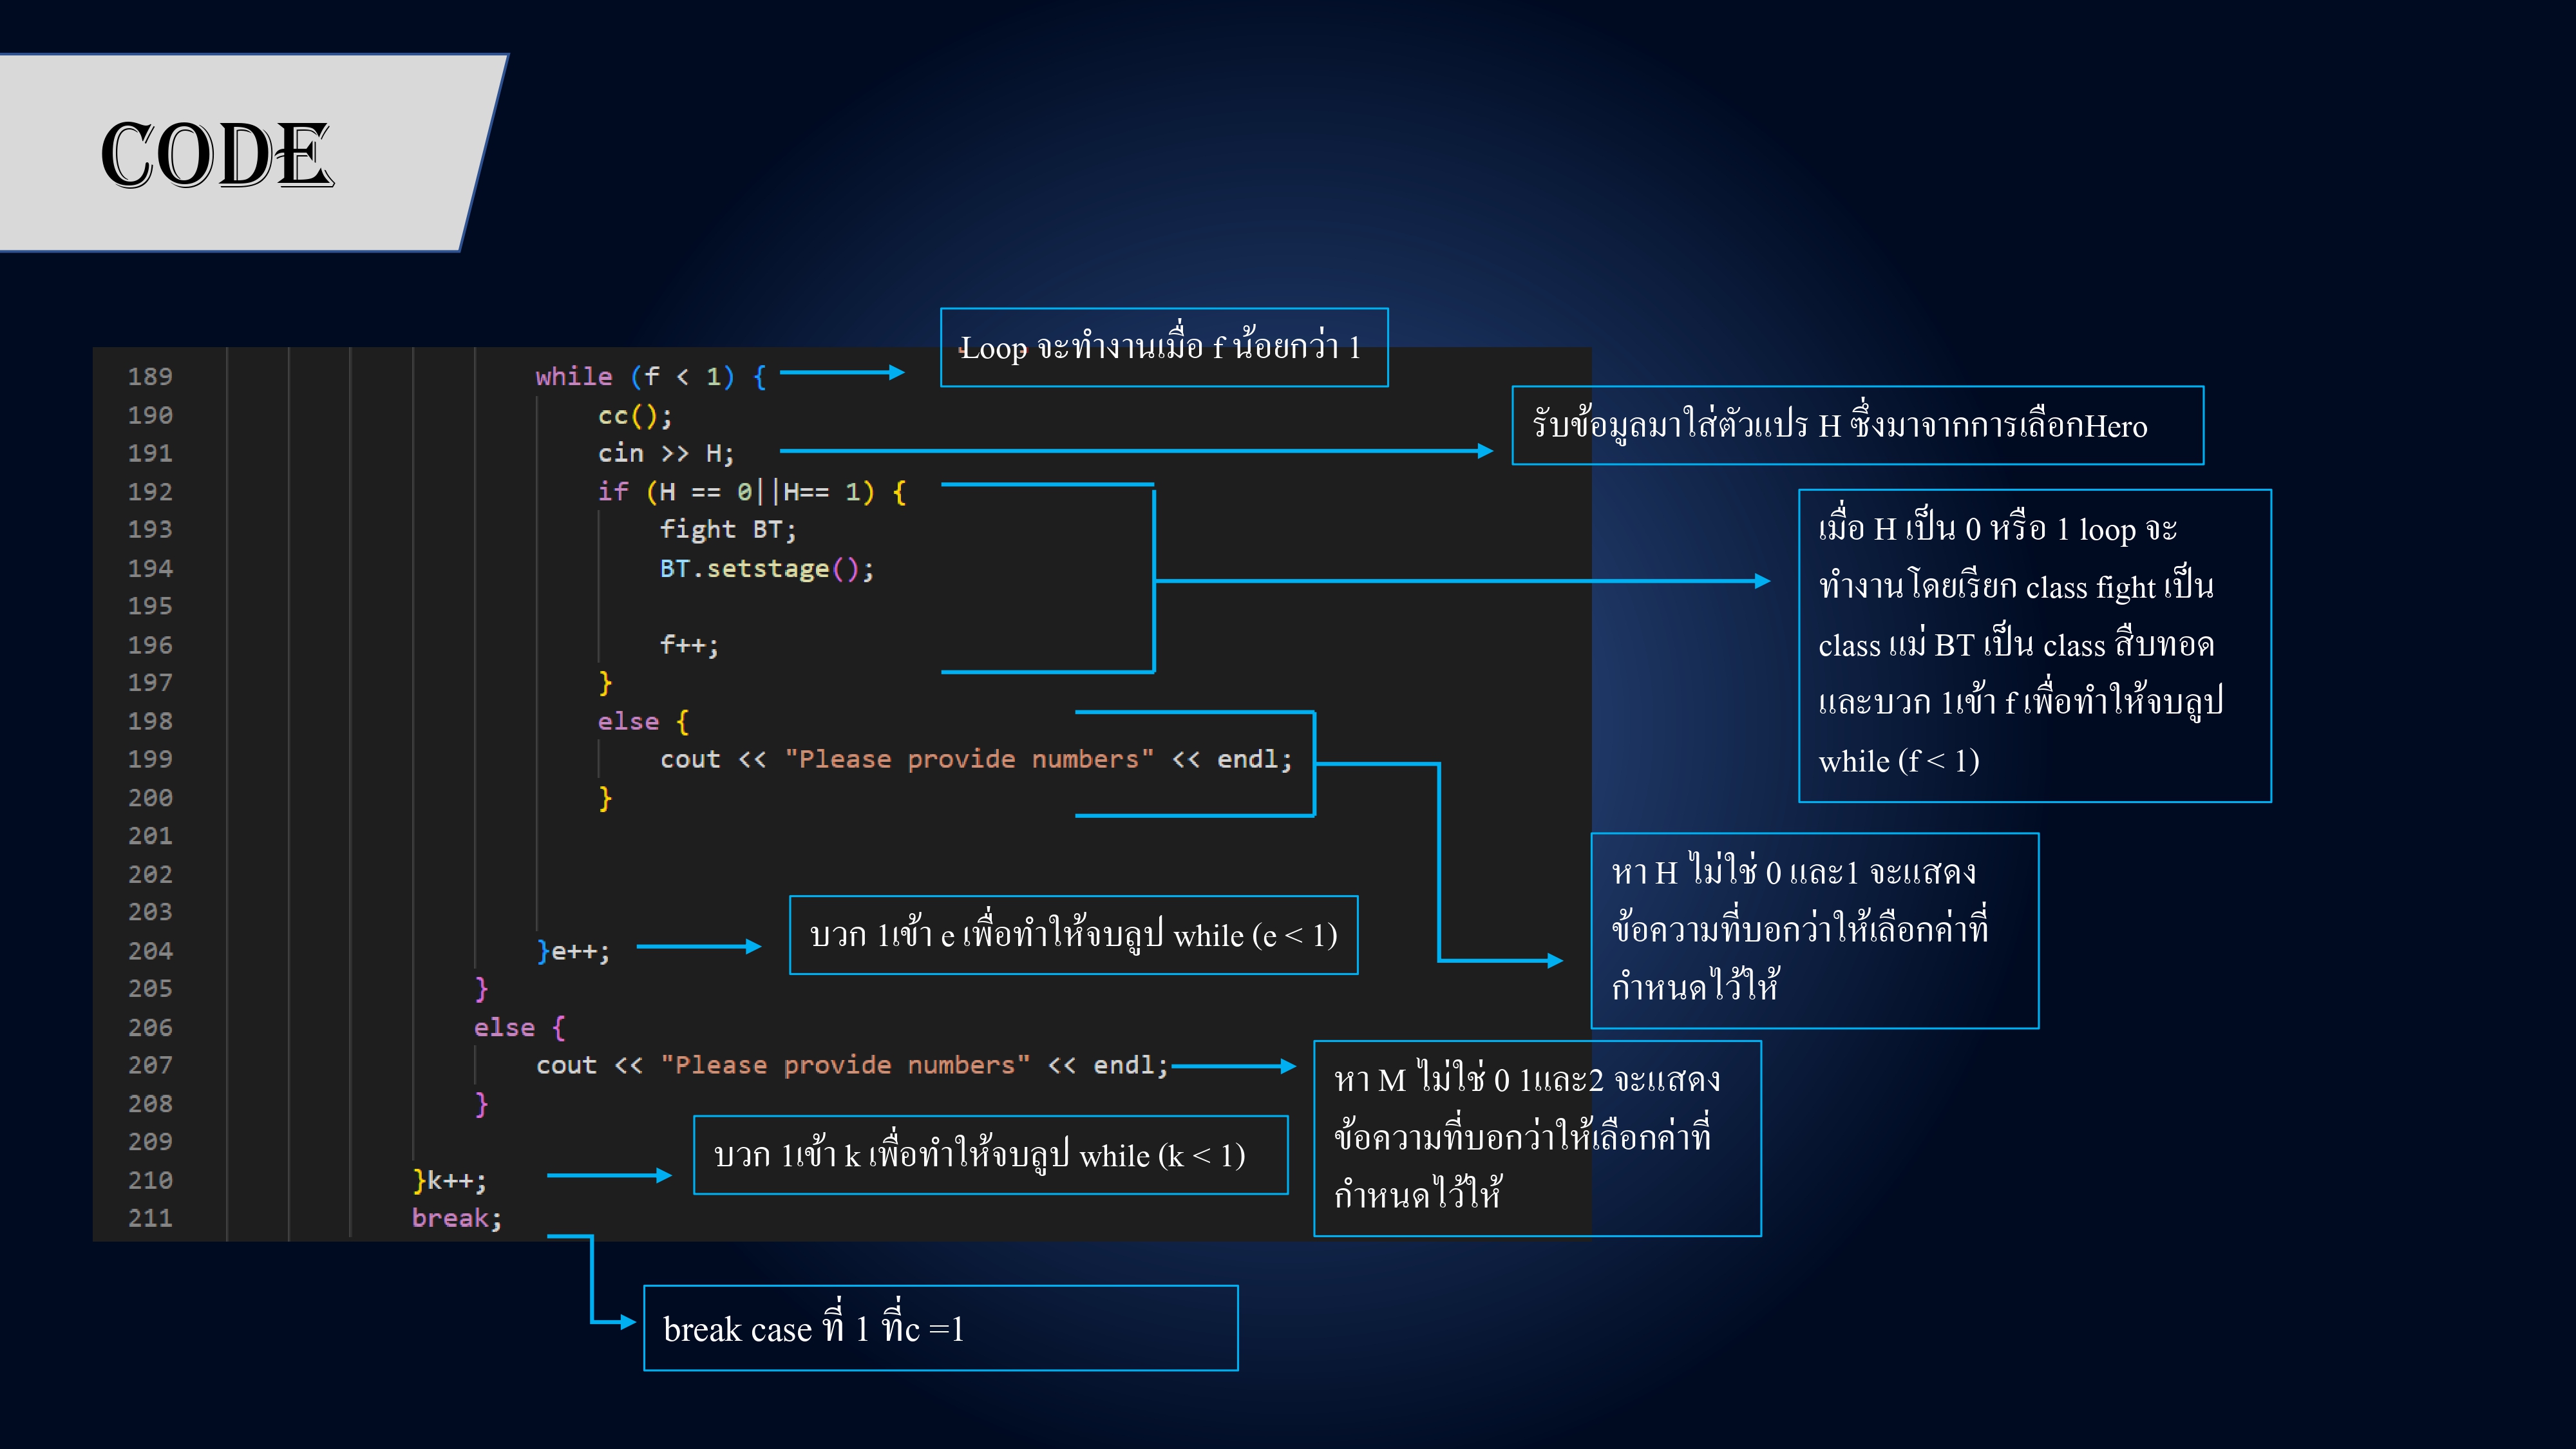 CODE
Loop จะทำงานเมื่อ f น้อยกว่า 1
189 while (f < 1) {
190 cc();
191 cin >> H;
รับข้อมูลมาใส่ตัวแปร H ซึ่งมาจากการเลือกHero
192 if (H == 0||H== 1) {
193 fight BT;
194 BT.setstage();
195
196 f++;
197 }
เมื่อ H เป็น 0 หรือ 1 loop จะ
ทำงานโดยเรียก class fight เป็น
class แม่ BT เป็น class สืบทอด
และบวก 1เข้า f เพื่อทำให้จบลูป
while (f < 1)
198 else {
199 cout << "Please provide numbers" << endl;
200 }
201
202
203
หา H ไม่ใช่ 0 และ1 จะแสดง
ข้อความที่บอกว่าให้เลือกค่าที่
กำหนดไว้ให้
204 }e++;
บวก 1เข้า e เพื่อทำให้จบลูป while (e < 1)
205 }
206 else {
207 cout << "Please provide numbers" << endl;
หา M ไม่ใช่ 0 1และ2 จะแสดง
ข้อความที่บอกว่าให้เลือกค่าที่
กำหนดไว้ให้
208 }
209
210 }k++;
บวก 1เข้า k เพื่อทำให้จบลูป while (k < 1)
211 break;
break case ที่ 1 ที่c =1